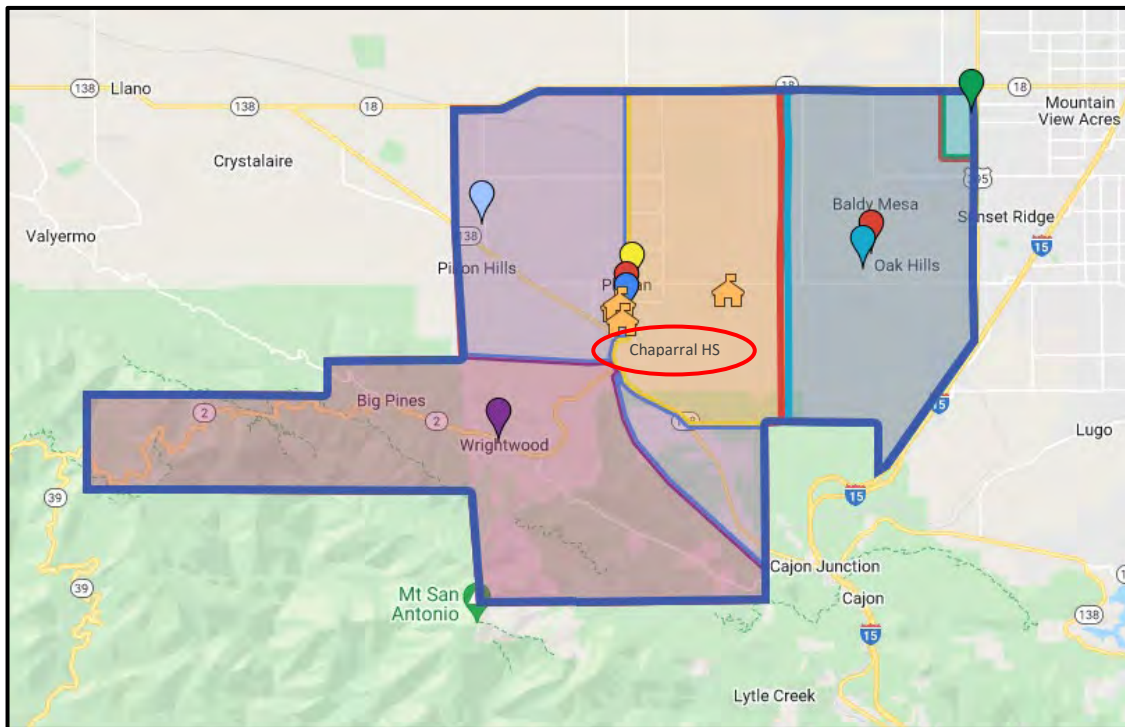 138
Llano
138
18
18
18
Mountain
View Acres
Crystalaire
395
Baldy Mesa
Sunset Ridge
Valyermo
138
15
Piñon Hills
Oak Hills
Chaparral HS
Big Pines
2
2
15
Wrightwood
Lugo
39
15
Cajon Junction
Mt San
Antonio
39
Cajon
138
15
Lytle Creek